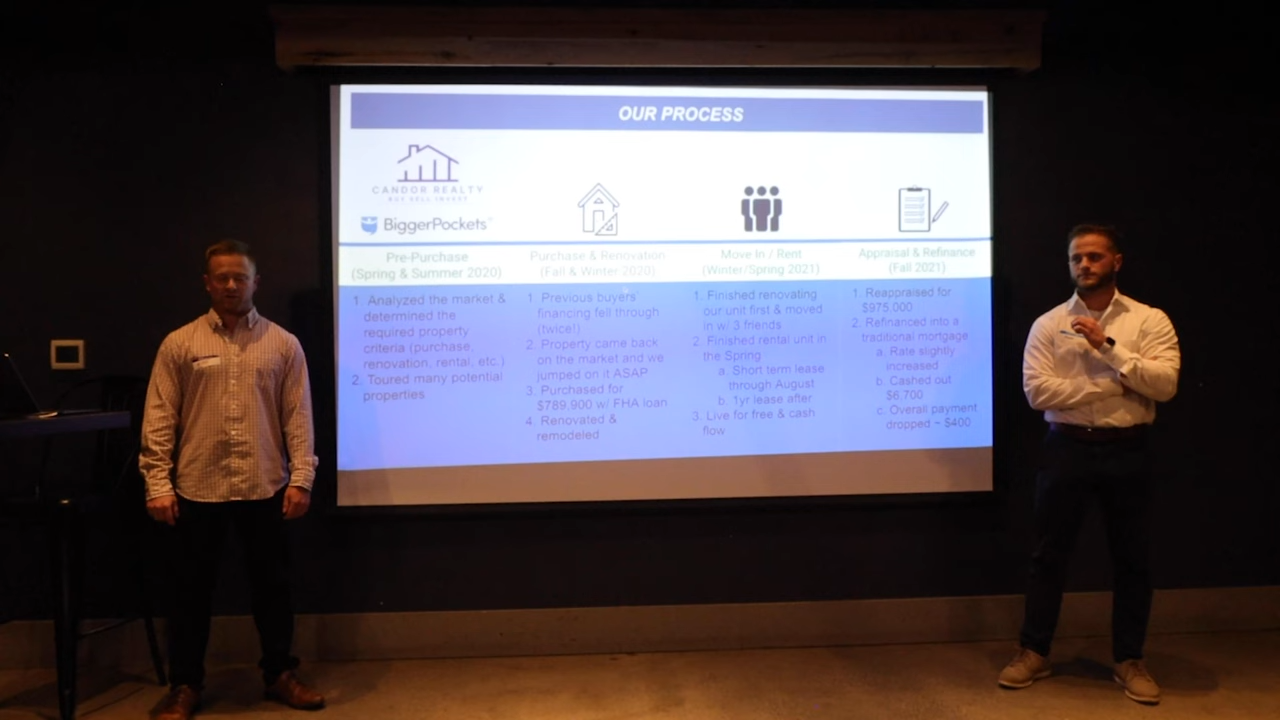 OUR PROCESS
CANDOR REALTY
BUY SELL INVEST
BiggerPockets
Pre-Purchase
(Spring & Summer 2020)
1. Analyzed the market &
determined the
required property
criteria (purchase,
renovation, rental, etc.)
2. Toured many potential
properties
Purchase & Renovation
(Fall & Winter 2020)
1. Previous buyers'
financing fell through
(twice!)
2. Property came back
on the market and we
jumped on it ASAP
3. Purchased for
$789,900 w/ FHA loan
4. Renovated &
remodeled
Move In / Rent
(Winter/Spring 2021)
1. Finished renovating
our unit first & moved
in w/ 3 friends
2. Finished rental unit in
the Spring
a. Short term lease
through August
b. 1yr lease after
3. Live for free & cash
flow
Appraisal & Refinance
(Fall 2021)
1. Reappraised for
$975,000
2. Refinanced into a
traditional mortgage
a. Rate slightly
increased
b. Cashed out
$6,700
c. Overall payment
dropped ~ $400